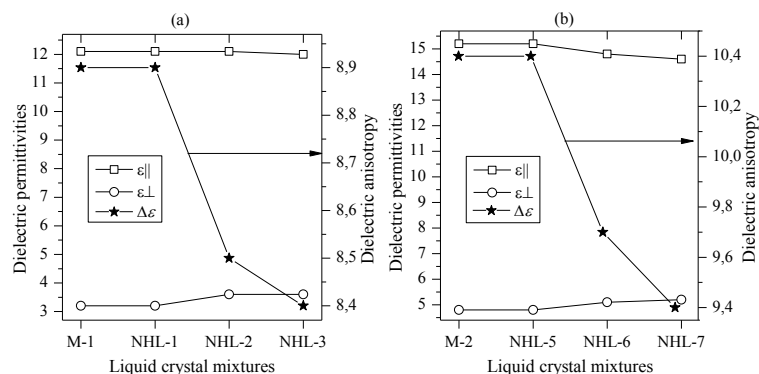 (a)
Dielectric permittivities
12
11
10
9
8
7
6
5
4
3
ε||
ε⊥
Δε
8,9
8,8
8,7
8,6
8,5
8,4
Dielectric anisotropy
M-1 NHL-1 NHL-2 NHL-3
Liquid crystal mixtures
(b)
Dielectric permittivities
15
14
13
12
11
10
9
8
7
6
5
ε||
ε⊥
Δε
10,4
10,2
10,0
9,8
9,6
9,4
Dielectric anisotropy
M-2 NHL-5 NHL-6 NHL-7
Liquid crystal mixtures